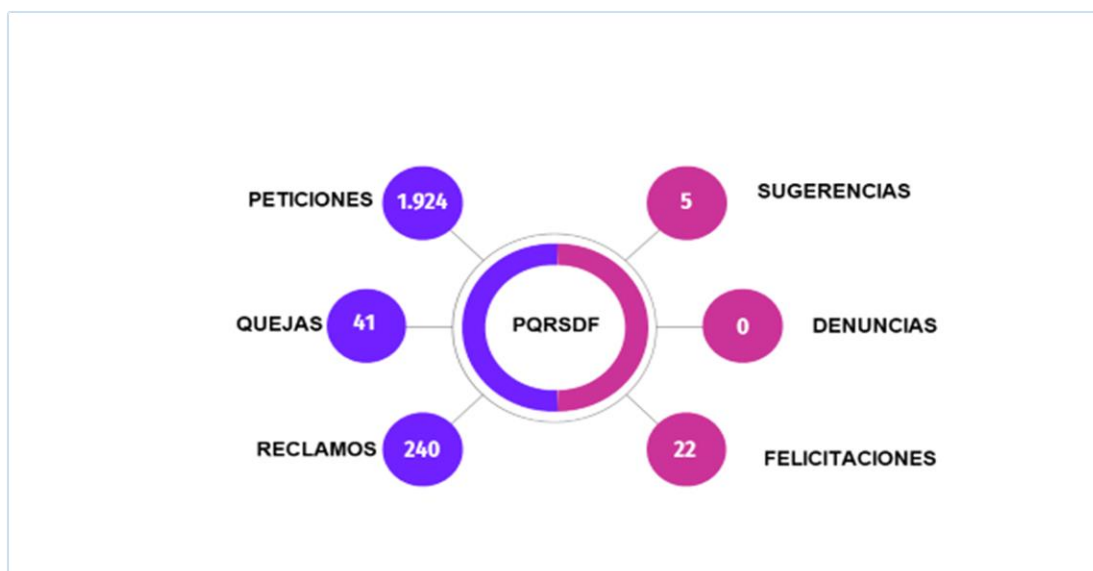 PETICIONES
1.924
5
SUGERENCIAS
QUEJAS
41
PQRSDF
0
DENUNCIAS
RECLAMOS
240
22
FELICITACIONES